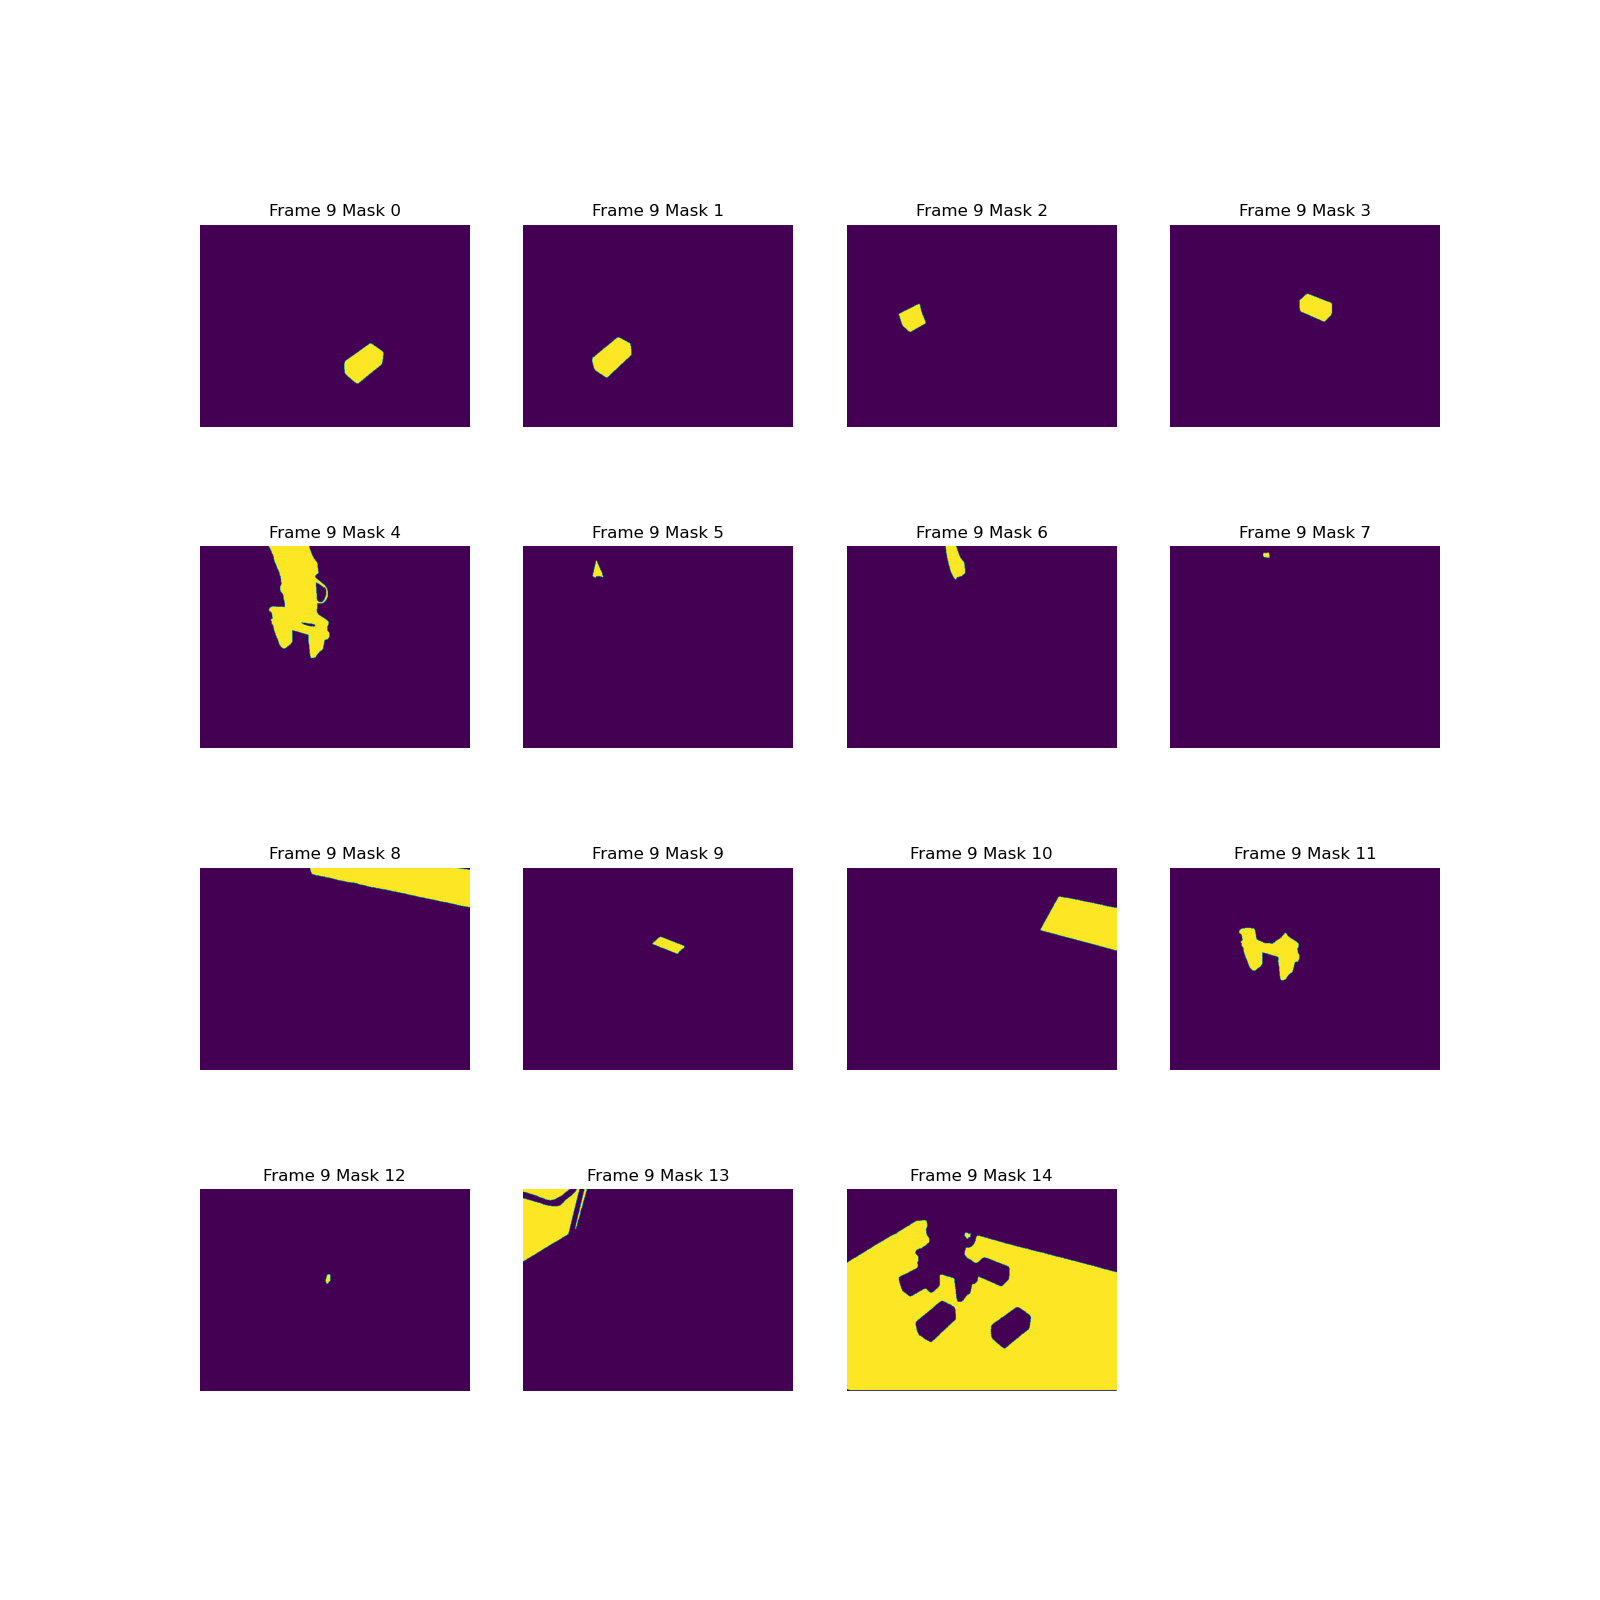 Frame 9 Mask 0
Frame 9 Mask 1
Frame 9 Mask 2
Frame 9 Mask 3
Frame 9 Mask 4
Frame 9 Mask 5
Frame 9 Mask 6
Frame 9 Mask 7
Frame 9 Mask 8
Frame 9 Mask 9
Frame 9 Mask 10
Frame 9 Mask 11
Frame 9 Mask 12
Frame 9 Mask 13
Frame 9 Mask 14